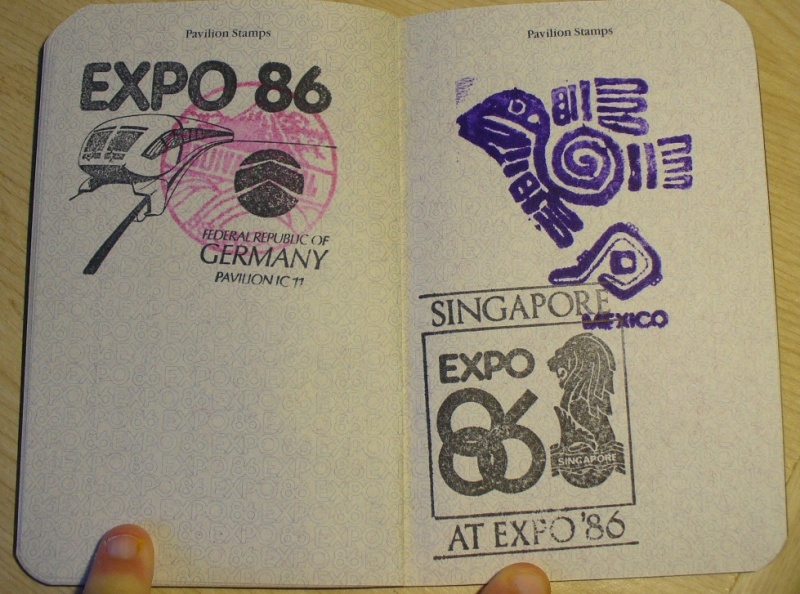 Pavilion Stamps
EXPO 86
FEDERAL REPUBLIC OF
GERMANY
PAVILION IC 11
Pavilion Stamps
MEXICO
SINGAPORE
EXPO
86
SINGAPORE
AT EXPO '86